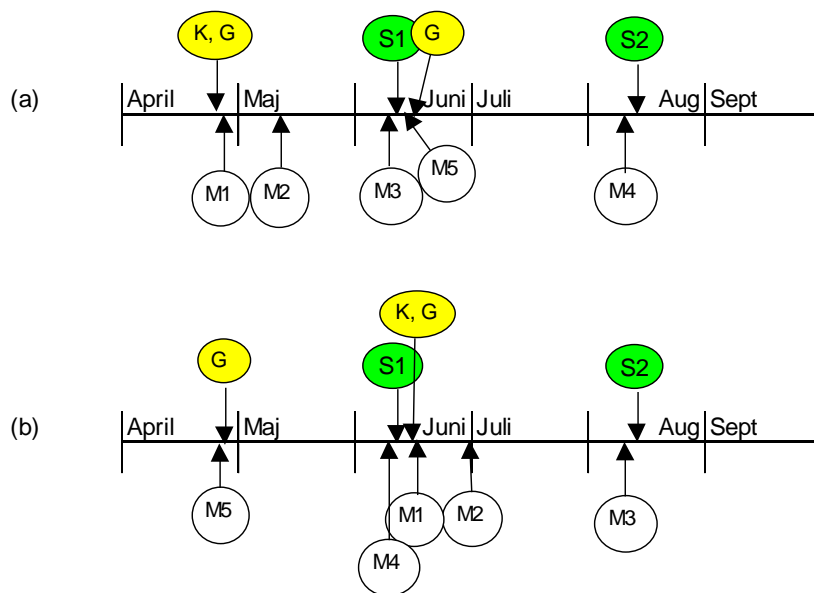 K, G
S1
G
S2
(a)
April
Maj
Juni
Juli
Aug
Sept
M1
M2
M3
M5
M4
K, G
G
S1
S2
(b)
April
Maj
Juni
Juli
Aug
Sept
M5
M1
M2
M3
M4